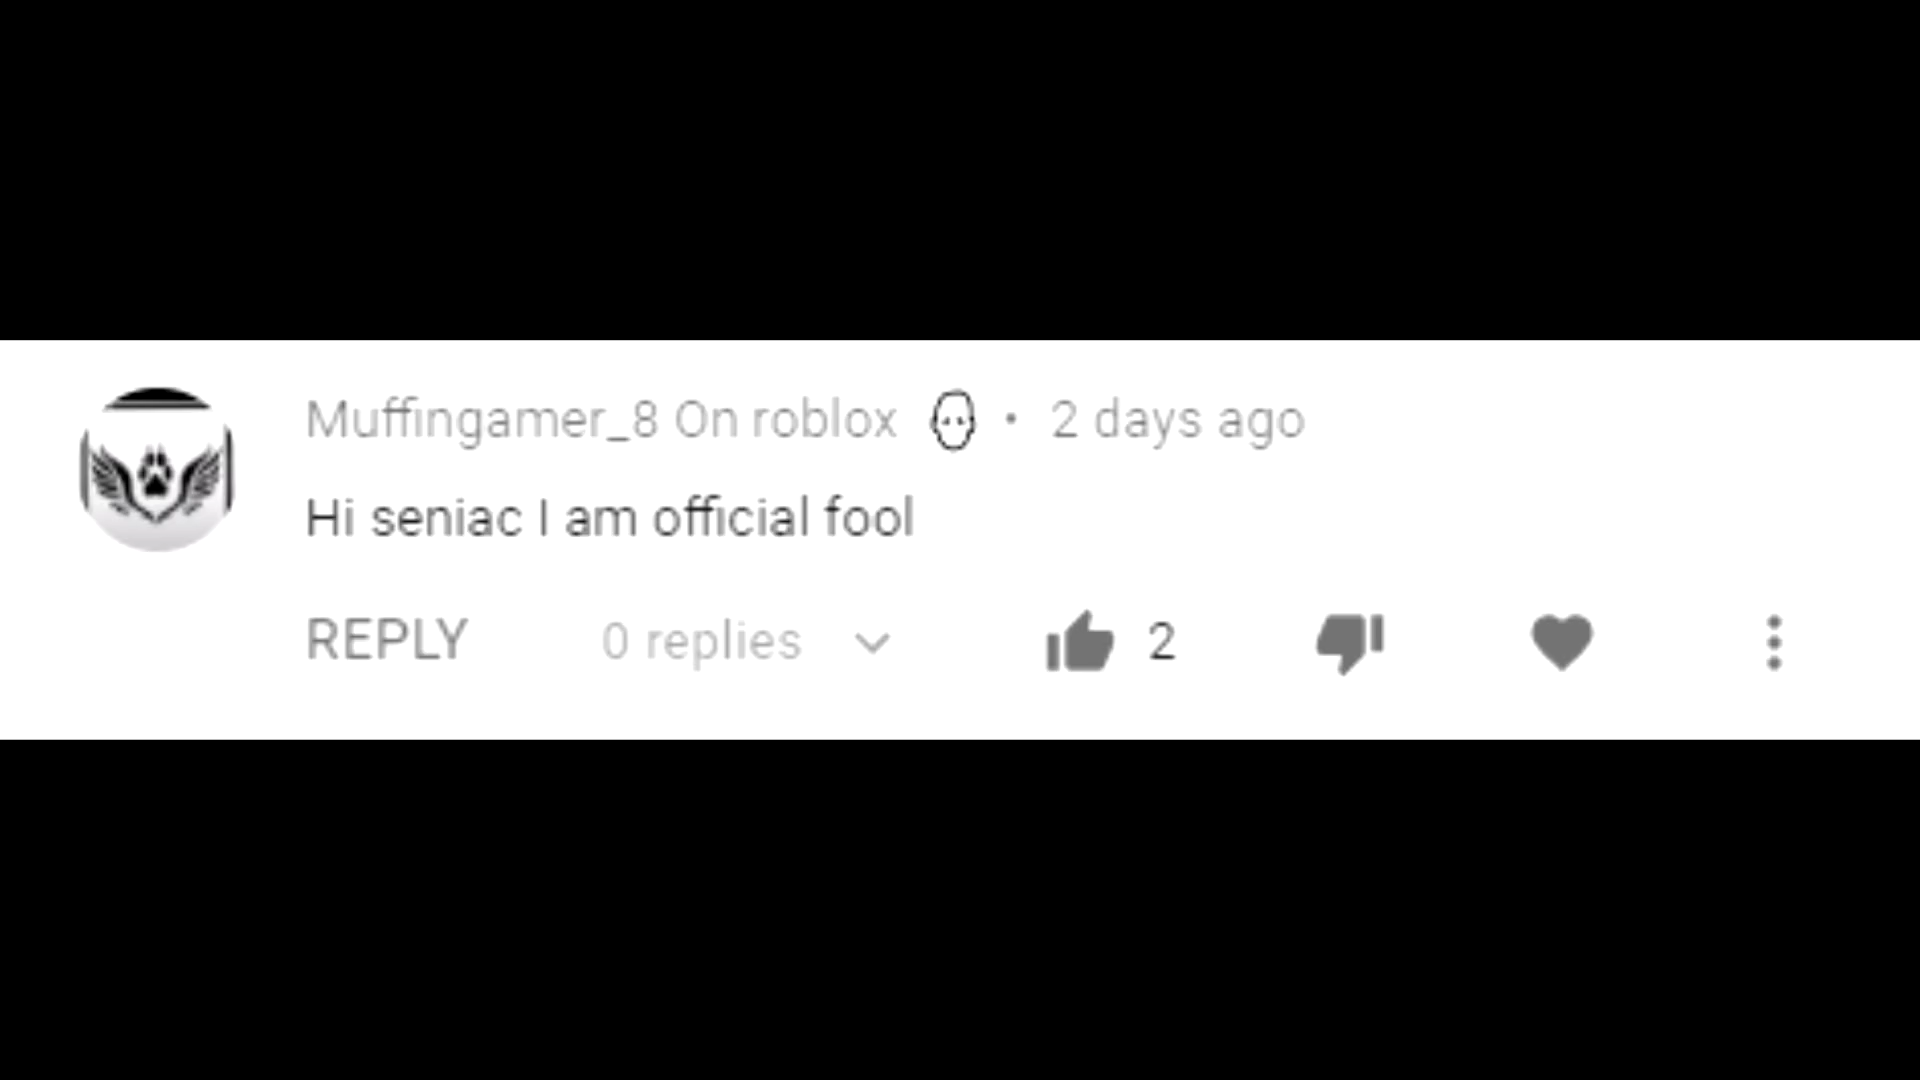 Muffingamer_8 On roblox • 2 days ago
Hi seniac I am official fool
REPLY 0 replies 2